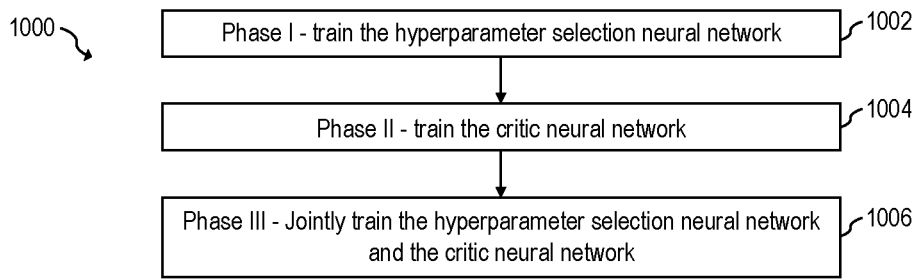 1000
Phase I - train the hyperparameter selection neural network
1002
Phase II - train the critic neural network
1004
Phase III - Jointly train the hyperparameter selection neural network
and the critic neural network
1006